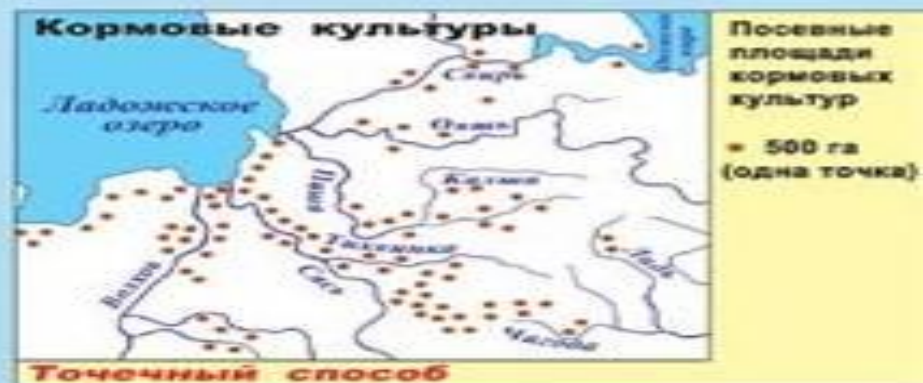 Кормовые культуры
Посевные
площади
кормовых
культур
500 га
(одна точка)
Ладожское
озеро
Свирь
Оять
Паша
Капша
Тихвинка
Сясь
Волхов
Лидь
Чагода
Точечный способ